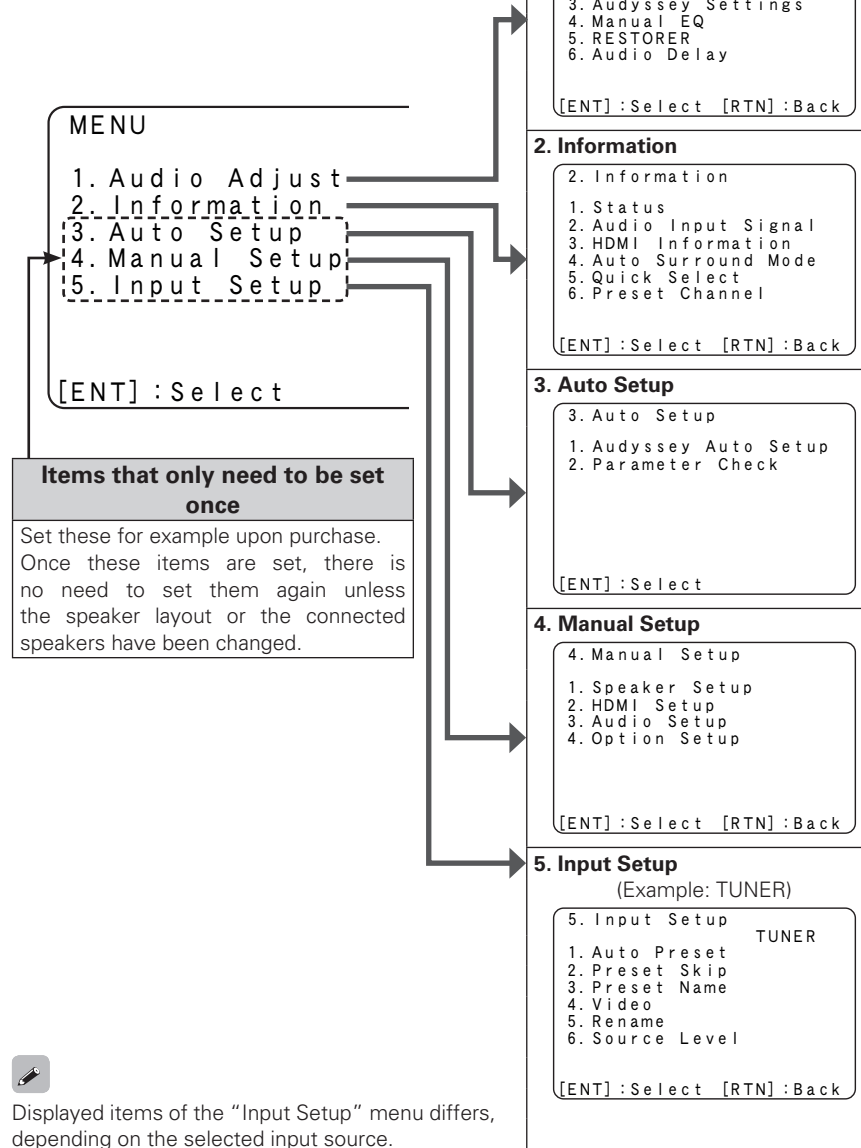 3. Audyssey Settings
4. Manual EQ
5. RESTORER
6. Audio Delay
[ENT]:Select [RTN]:Back
MENU
1. Audio Adjust
2. Information
3. Auto Setup
4. Manual Setup
5. Input Setup
[ENT]:Select
Items that only need to be set
once
Set these for example upon purchase.
Once these items are set, there is
no need to set them again unless
the speaker layout or the connected
speakers have been changed.
2. Information
2. Information
1. Status
2. Audio Input Signal
3. HDMI Information
4. Auto Surround Mode
5. Quick Select
6. Preset Channel
[ENT]:Select [RTN]:Back
3. Auto Setup
3. Auto Setup
1. Audyssey Auto Setup
2. Parameter Check
[ENT]:Select
4. Manual Setup
4. Manual Setup
1. Speaker Setup
2. HDMI Setup
3. Audio Setup
4. Option Setup
[ENT]:Select [RTN]:Back
5. Input Setup
(Example: TUNER)
5. Input Setup
TUNER
1. Auto Preset
2. Preset Skip
3. Preset Name
4. Video
5. Rename
6. Source Level
[ENT]:Select [RTN]:Back
Displayed items of the “Input Setup” menu differs,
depending on the selected input source.